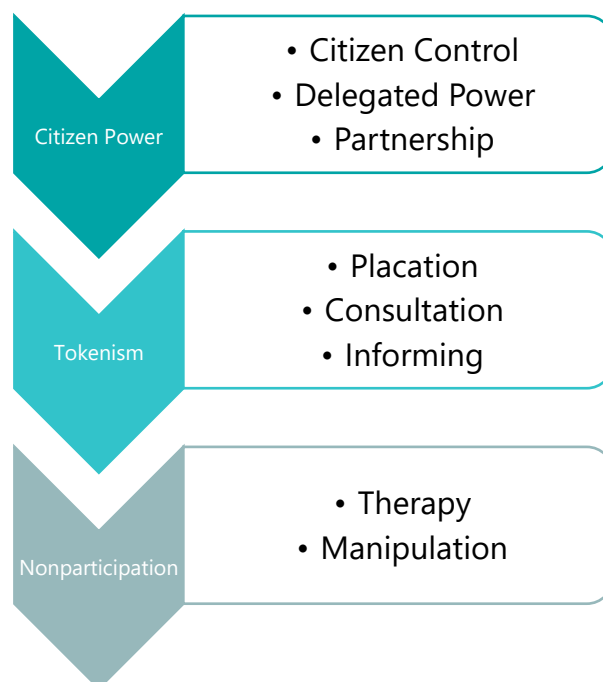 Citizen Power
• Citizen Control
• Delegated Power
• Partnership
Tokenism
• Placation
• Consultation
• Informing
Nonparticipation
• Therapy
• Manipulation